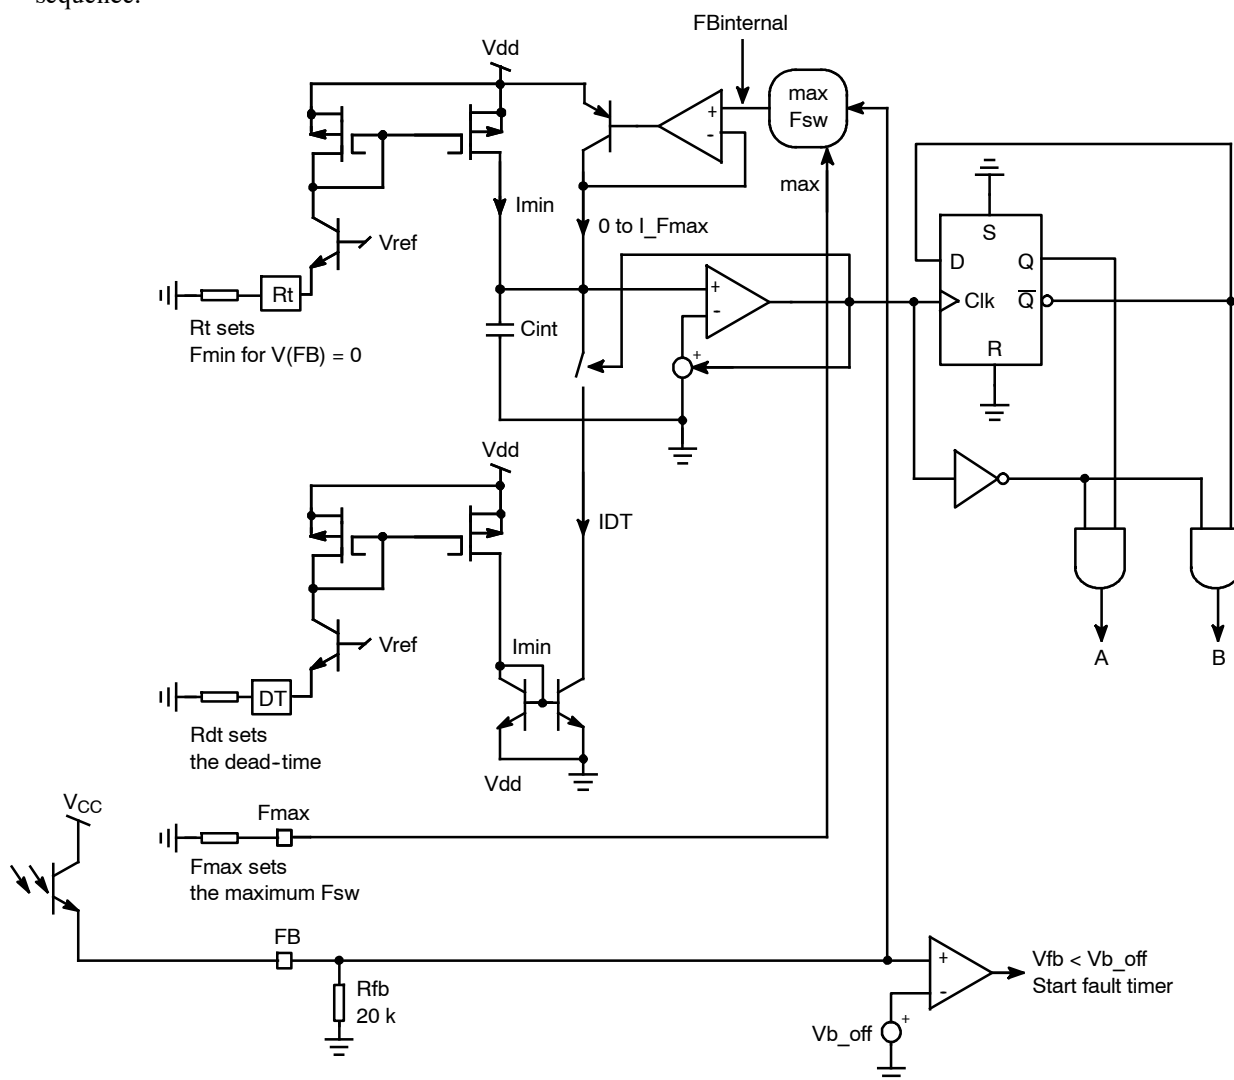 sequence.
FBinternal
Vdd
max
Fsw
+
-
max
Imin
0 to I_Fmax
Vref
Rt
Rt sets
Fmin for V(FB) = 0
Cint
+
-
+
S
D
Q
Clk
Q
R
Vdd
IDT
Vref
Imin
A
B
DT
Rdt sets
the dead-time
Vdd
VCC
Fmax
Fmax sets
the maximum Fsw
FB
Rfb
20 k
+
-
Vfb < Vb_off
Start fault timer
+
Vb_off